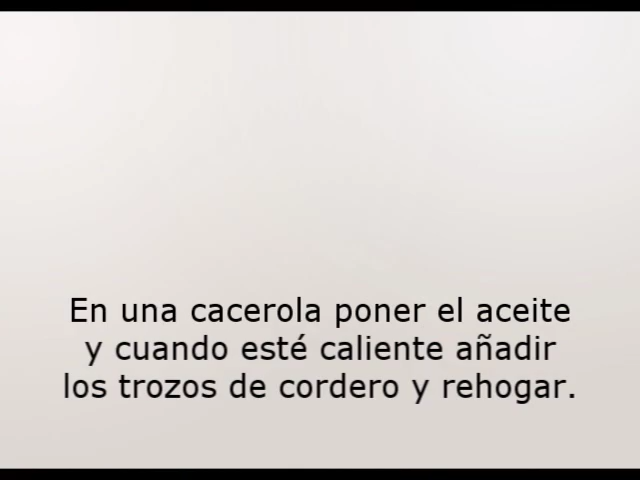 En una cacerola poner el aceite
y cuando esté caliente añadir
los trozos de cordero y rehogar.